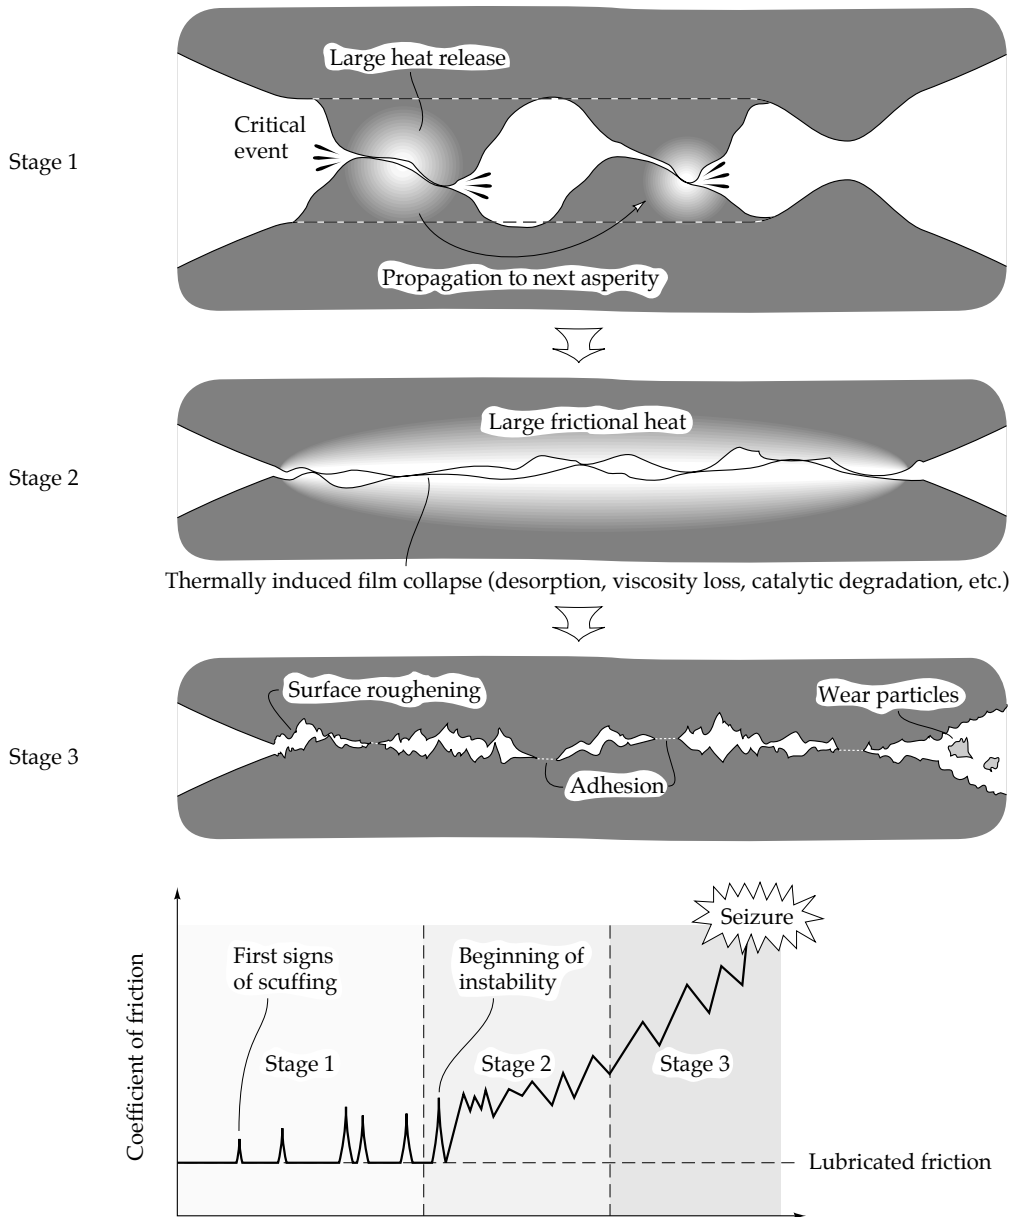 Stage 1
Large heat release
Critical
event
Propagation to next asperity
Stage 2
Large frictional heat
Thermally induced film collapse (desorption, viscosity loss, catalytic degradation, etc.)
Stage 3
Surface roughening
Wear particles
Adhesion
Coefficient of friction
Seizure
First signs
of scuffing
Beginning of
instability
Stage 1
Stage 2
Stage 3
Lubricated friction